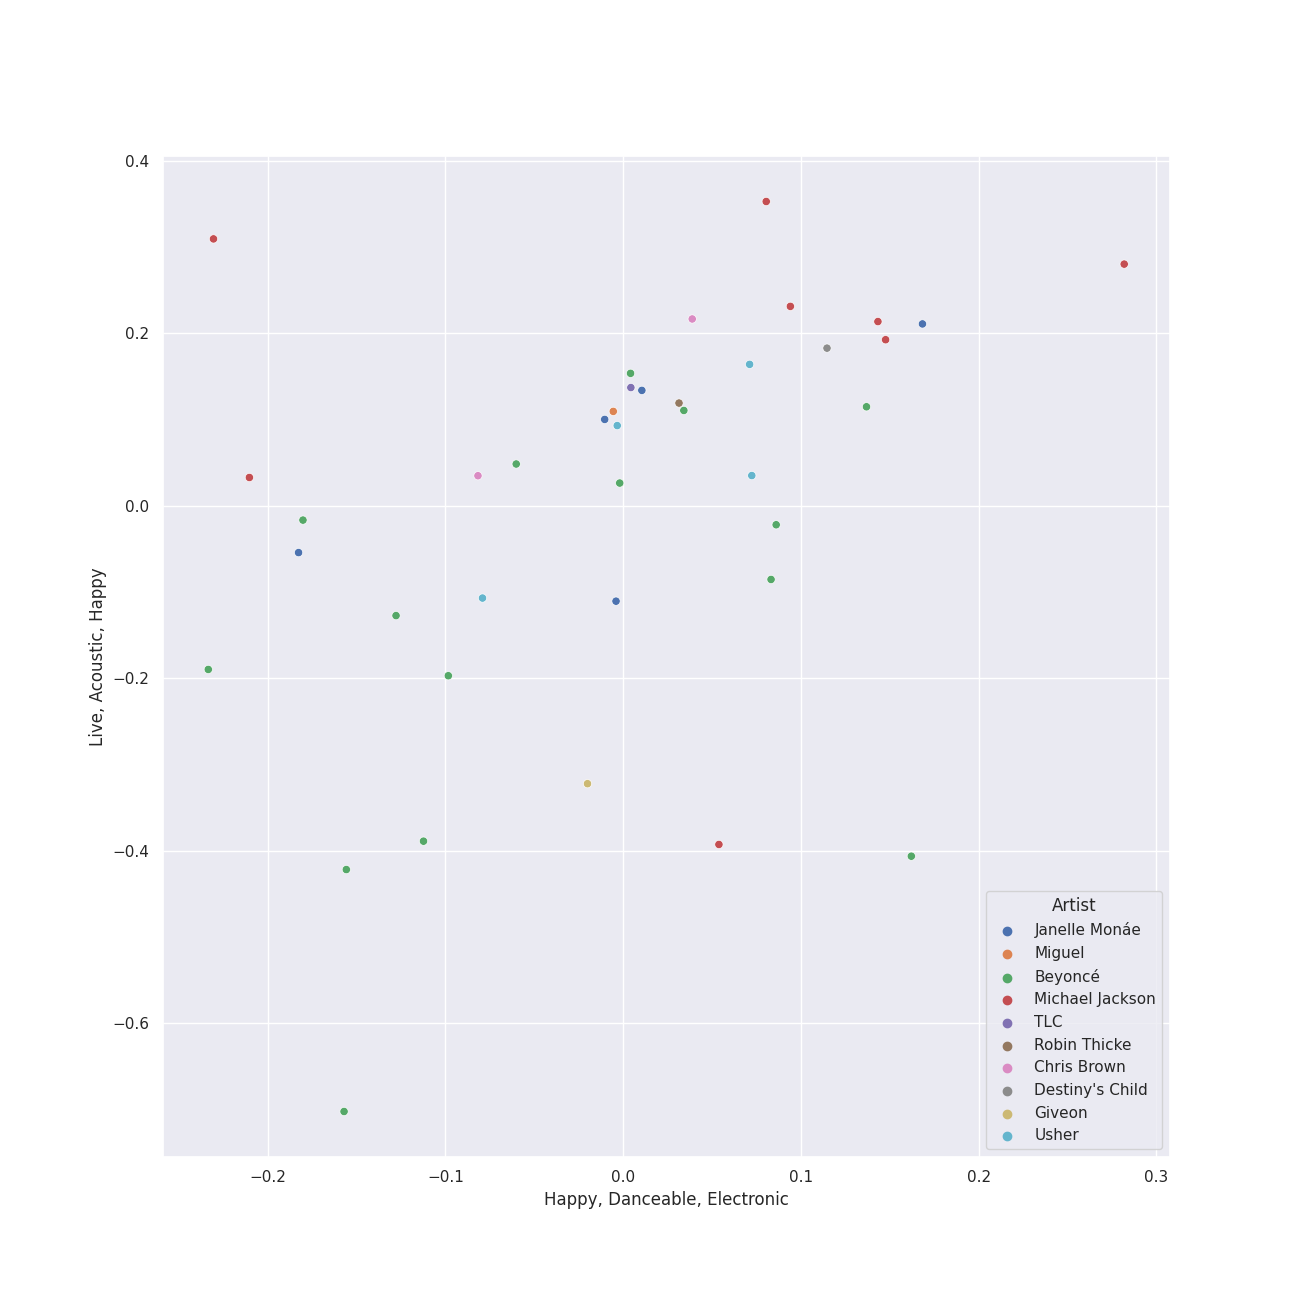 0.4
0.2
0.0
−0.2
−0.4
−0.6
Live, Acoustic, Happy
−0.2
−0.1
0.0
0.1
0.2
0.3
Happy, Danceable, Electronic
Artist
Janelle Monáe
Miguel
Beyoncé
Michael Jackson
TLC
Robin Thicke
Chris Brown
Destiny's Child
Giveon
Usher